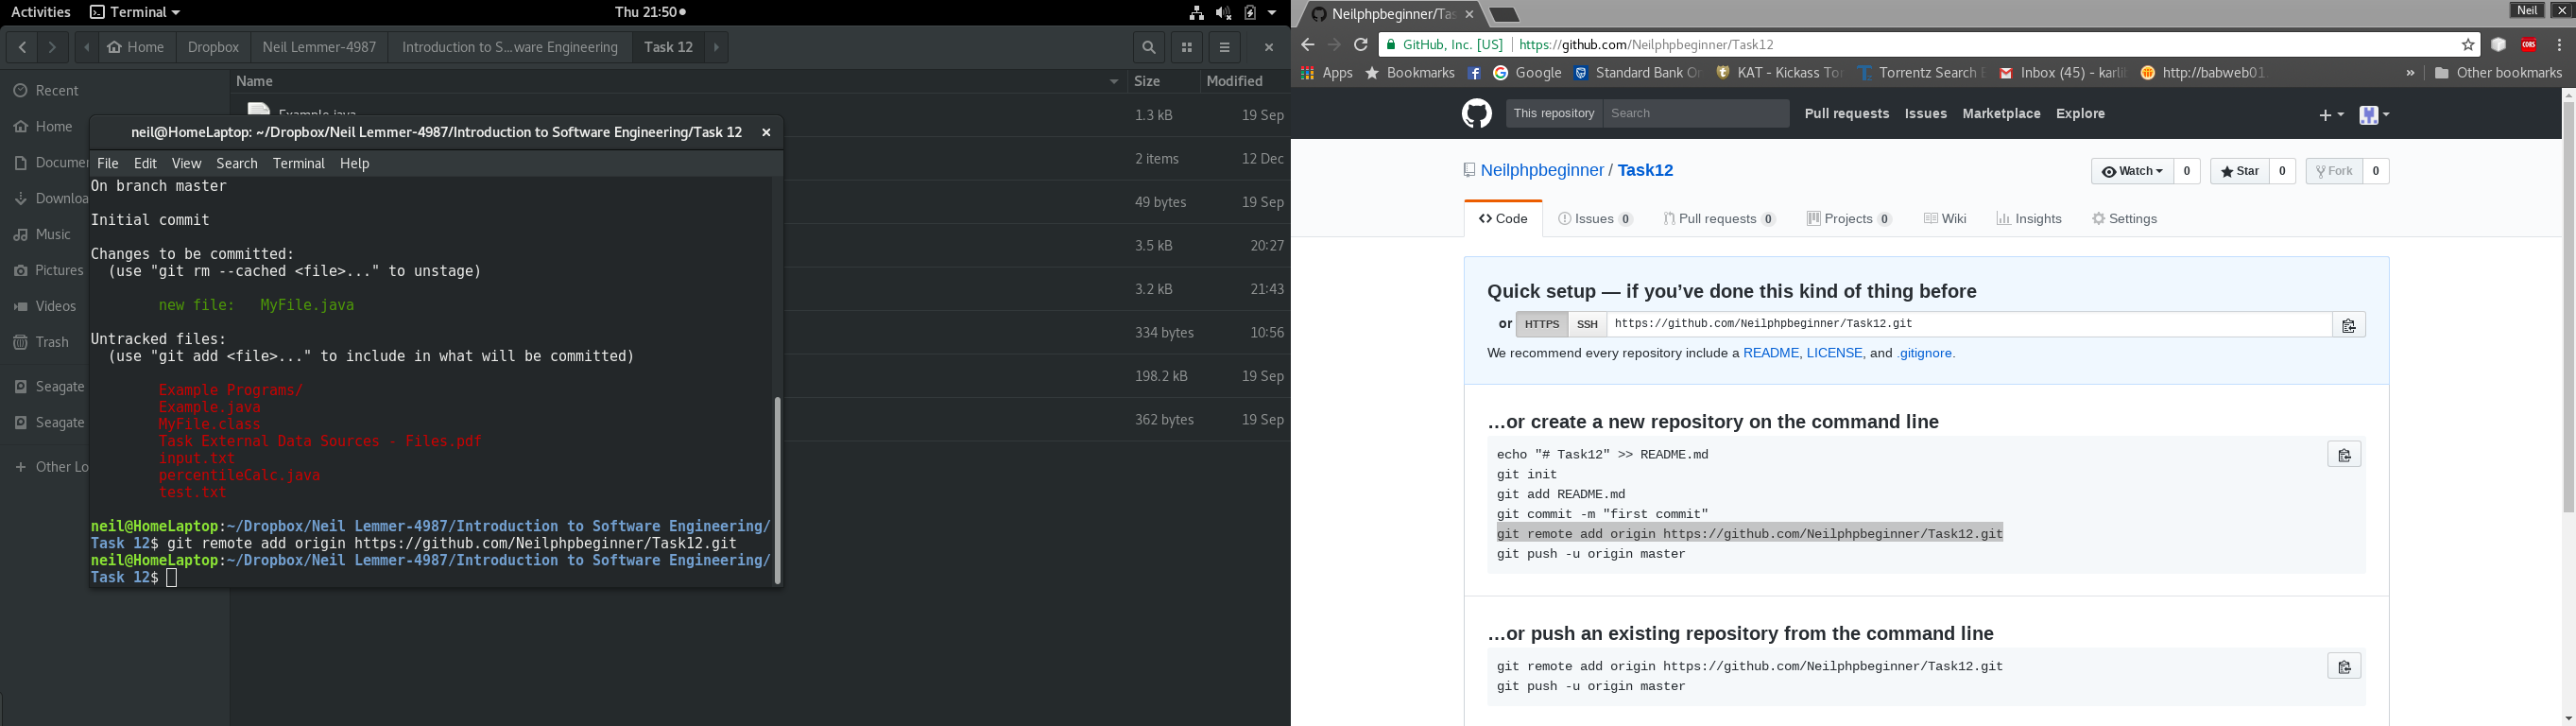 Activities Terminal Thu 21:50
Home Dropbox Neil Lemmer-4987 Introduction to S...ware Engineering Task 12
Name Size Modified
Recent
Home
Documen
Downloa
Music
Pictures
Videos
Trash
Seagate
Seagate
Other Lo
Example.java 1.3 kB 19 Sep
2 items 12 Dec
49 bytes 19 Sep
3.5 kB 20:27
3.2 kB 21:43
334 bytes 10:56
198.2 kB 19 Sep
362 bytes 19 Sep
neil@HomeLaptop: ~/Dropbox/Neil Lemmer-4987/Introduction to Software Engineering/Task 12
File Edit View Search Terminal Help
On branch master
Initial commit
Changes to be committed:
(use "git rm --cached <file>..." to unstage)
new file: MyFile.java
Untracked files:
(use "git add <file>..." to include in what will be committed)
Example Programs/
Example.java
MyFile.class
Task External Data Sources - Files.pdf
input.txt
percentileCalc.java
test.txt
neil@HomeLaptop:~/Dropbox/Neil Lemmer-4987/Introduction to Software Engineering/
Task 12$ git remote add origin https://github.com/Neilphpbeginner/Task12.git
neil@HomeLaptop:~/Dropbox/Neil Lemmer-4987/Introduction to Software Engineering/
Task 12$
Neilphpbeginner/Tas Neil
GitHub, Inc. [US] https://github.com/Neilphpbeginner/Task12
Apps Bookmarks Google Standard Bank On KAT - Kickass Tor Torrentz Search E Inbox (45) - karli http://babweb01 » Other bookmarks
This repository Search Pull requests Issues Marketplace Explore
Neilphpbeginner / Task12
Watch 0 Star 0 Fork 0
Code Issues 0 Pull requests 0 Projects 0 Wiki Insights Settings
Quick setup — if you've done this kind of thing before
or HTTPS SSH https://github.com/Neilphpbeginner/Task12.git
We recommend every repository include a README, LICENSE, and .gitignore.
…or create a new repository on the command line
echo "# Task12" >> README.md
git init
git add README.md
git commit -m "first commit"
git remote add origin https://github.com/Neilphpbeginner/Task12.git
git push -u origin master
…or push an existing repository from the command line
git remote add origin https://github.com/Neilphpbeginner/Task12.git
git push -u origin master